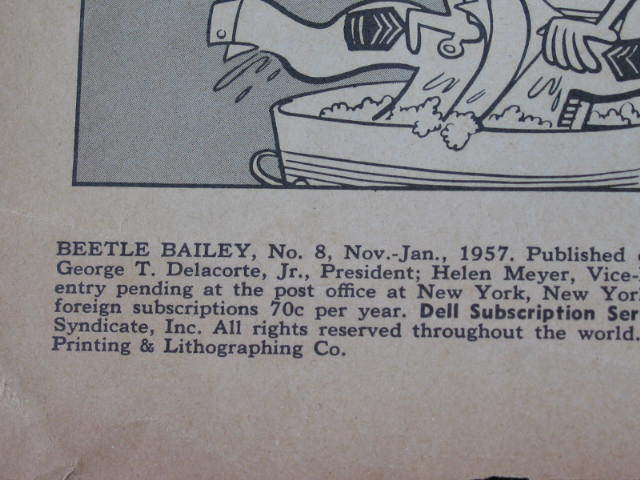 BEETLE BAILEY, No. 8, Nov.-Jan., 1957. Published
George T. Delacorte, Jr., President; Helen Meyer, Vice-
entry pending at the post office at New York, New Yor
foreign subscriptions 70c per year. Dell Subscription Ser
Syndicate, Inc. All rights reserved throughout the world.
Printing & Lithographing Co.